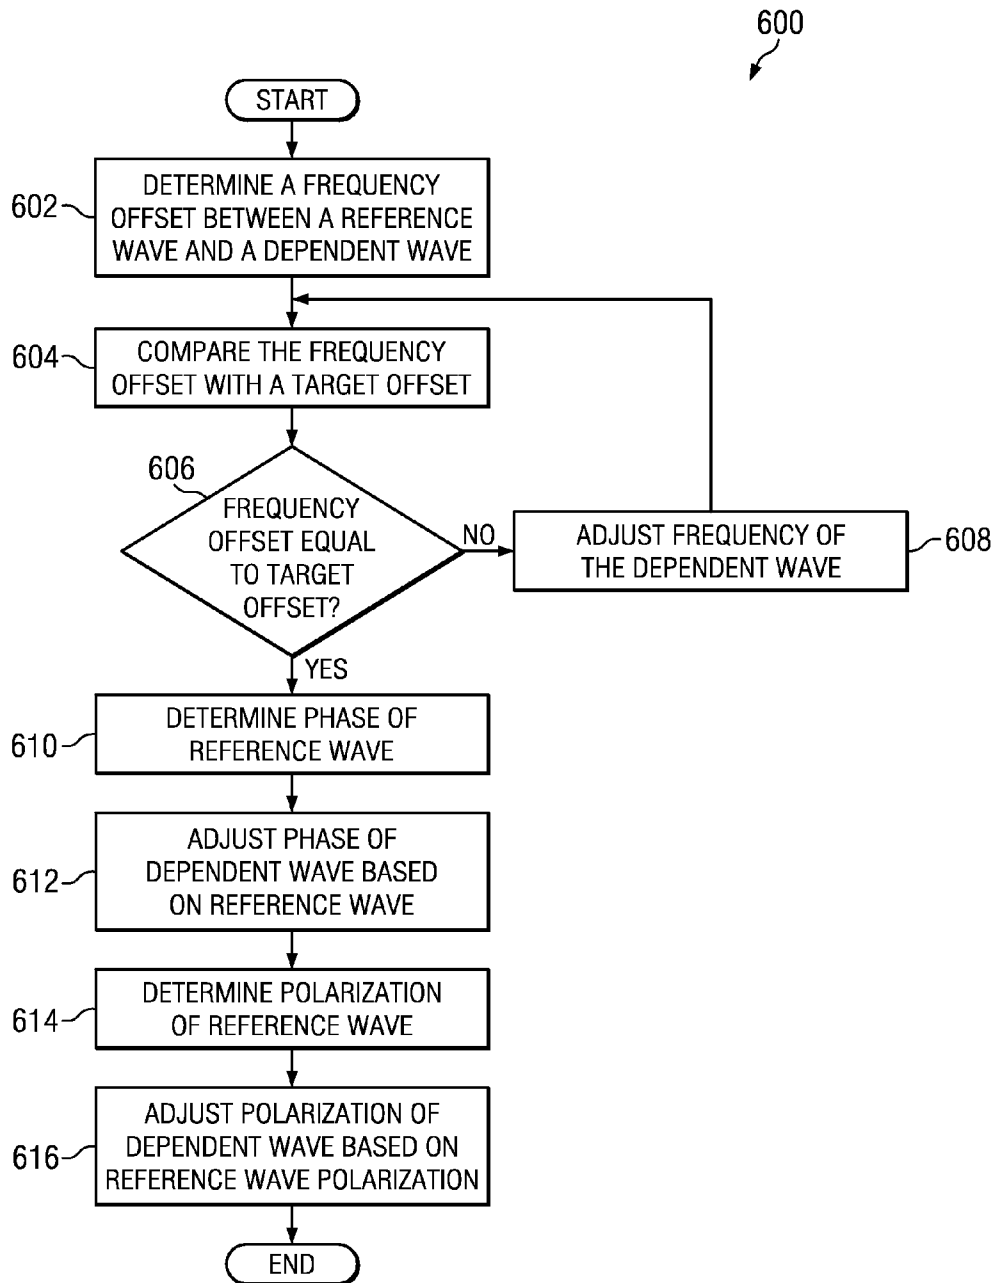 600
START
602
DETERMINE A FREQUENCY
OFFSET BETWEEN A REFERENCE
WAVE AND A DEPENDENT WAVE
604
COMPARE THE FREQUENCY
OFFSET WITH A TARGET OFFSET
606
FREQUENCY
OFFSET EQUAL
TO TARGET
OFFSET?
NO
ADJUST FREQUENCY OF
THE DEPENDENT WAVE
608
YES
610
DETERMINE PHASE OF
REFERENCE WAVE
612
ADJUST PHASE OF
DEPENDENT WAVE BASED
ON REFERENCE WAVE
614
DETERMINE POLARIZATION
OF REFERENCE WAVE
616
ADJUST POLARIZATION OF
DEPENDENT WAVE BASED ON
REFERENCE WAVE POLARIZATION
END